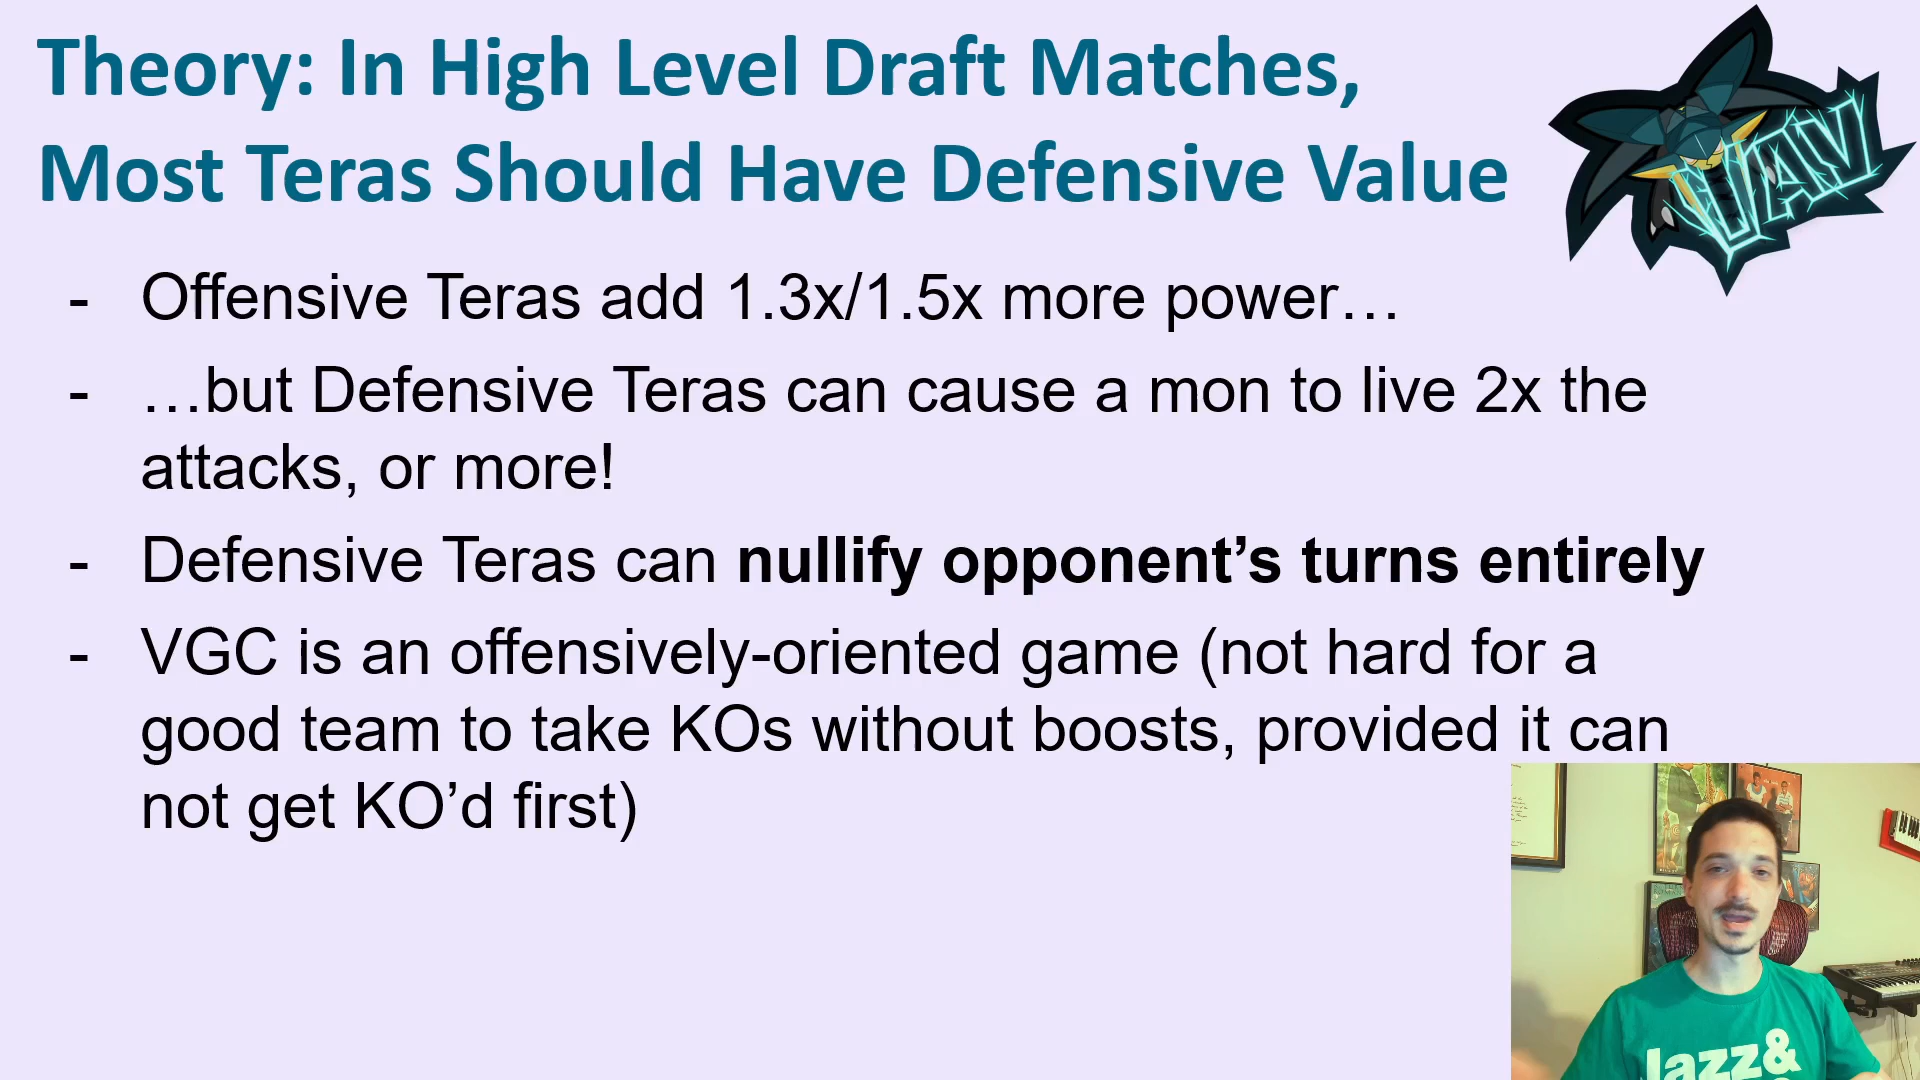 Theory: In High Level Draft Matches,
Most Teras Should Have Defensive Value
- Offensive Teras add 1.3x/1.5x more power…
- …but Defensive Teras can cause a mon to live 2x the
attacks, or more!
- Defensive Teras can nullify opponent’s turns entirely
- VGC is an offensively-oriented game (not hard for a
good team to take KOs without boosts, provided it can
not get KO’d first)
Jazz&